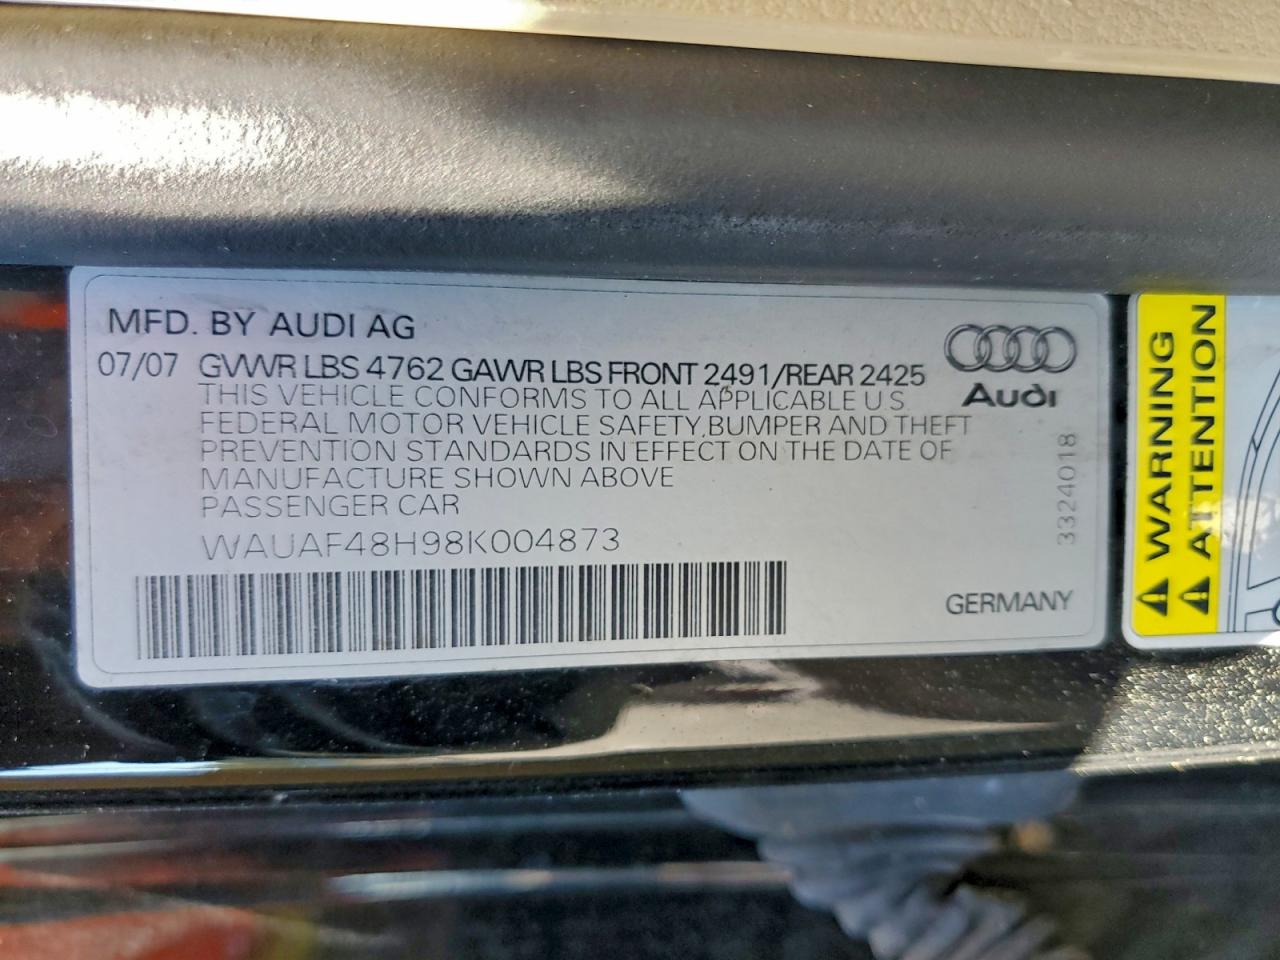 MFD. BY AUDI AG
07/07 GVWR LBS 4762 GAWR LBS FRONT 2491/REAR 2425
THIS VEHICLE CONFORMS TO ALL APPLICABLE U.S.
FEDERAL MOTOR VEHICLE SAFETY,BUMPER AND THEFT
PREVENTION STANDARDS IN EFFECT ON THE DATE OF
MANUFACTURE SHOWN ABOVE
PASSENGER CAR
WAUAF48H98K004873
Audi
3324018
GERMANY
WARNING
ATTENTION